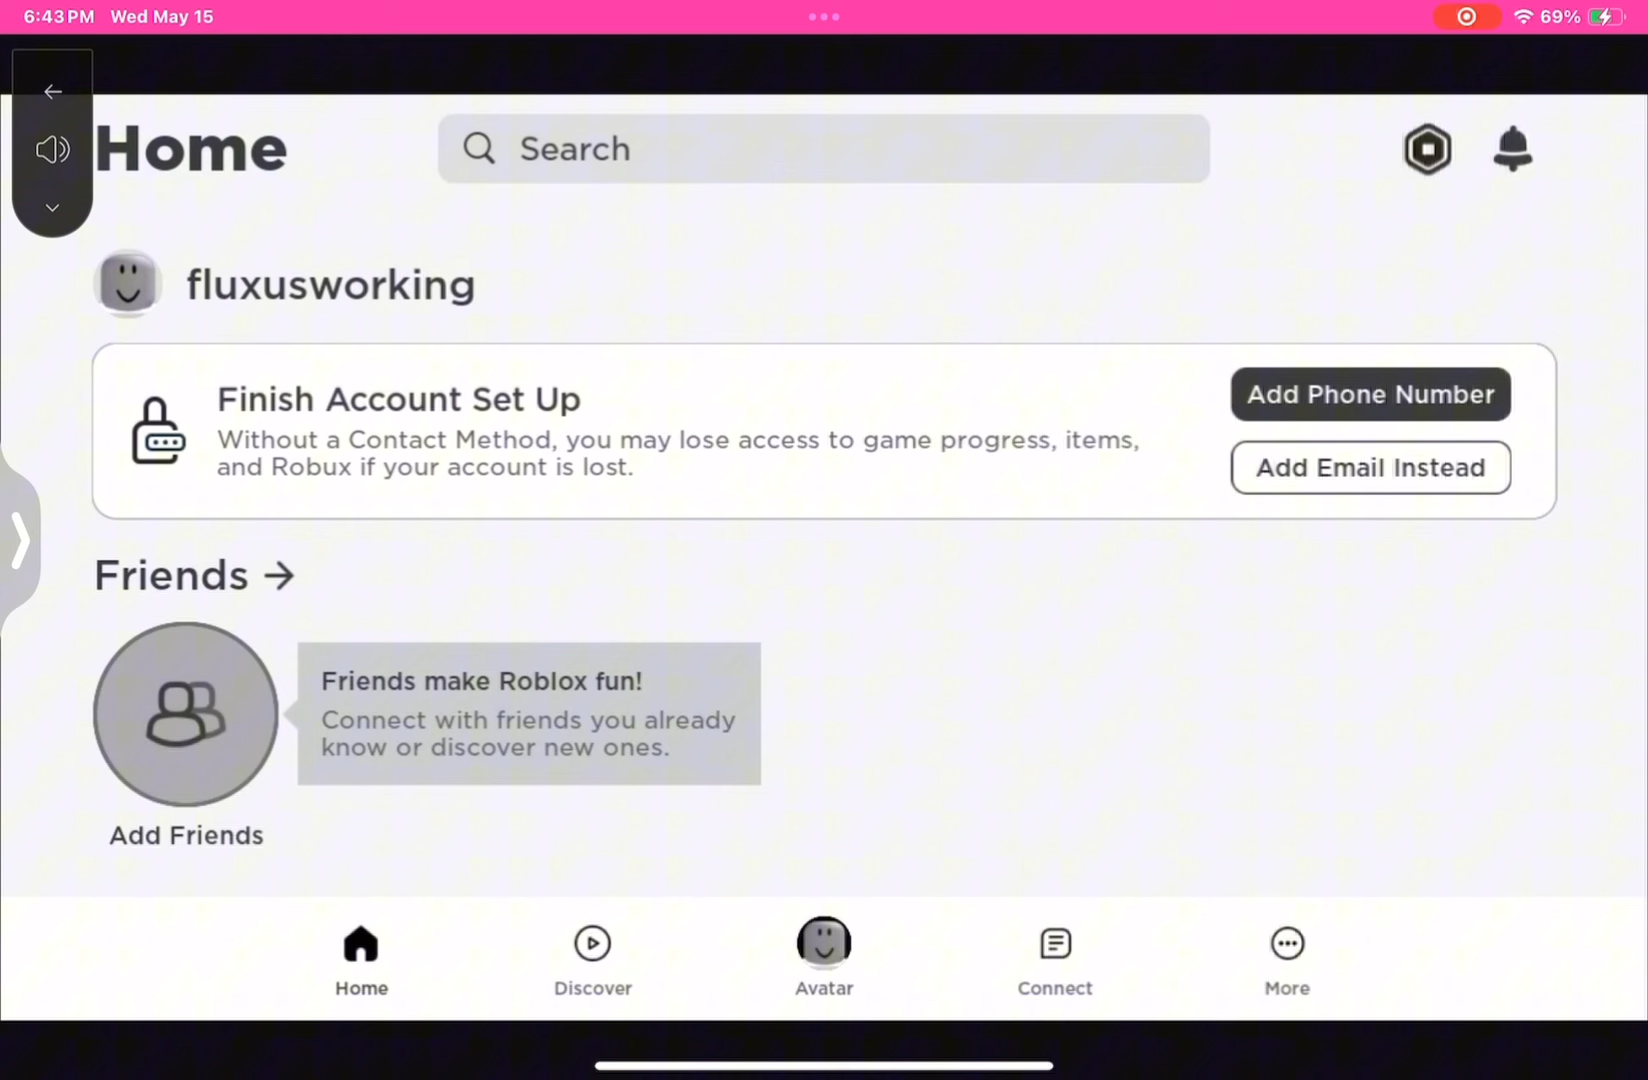 6:43 PM Wed May 15
69%
Home
Search
fluxusworking
Finish Account Set Up
Without a Contact Method, you may lose access to game progress, items,
and Robux if your account is lost.
Add Phone Number
Add Email Instead
Friends →
Friends make Roblox fun!
Connect with friends you already
know or discover new ones.
Add Friends
Home
Discover
Avatar
Connect
More